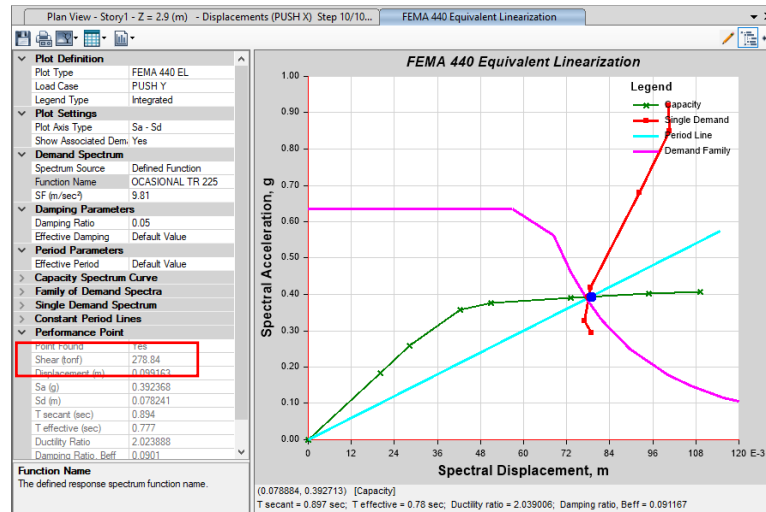 Plan View - Story1 - Z = 2.9 (m) - Displacements (PUSH X) Step 10/10...
FEMA 440 Equivalent Linearization
Plot Definition
Plot Type FEMA 440 EL
Load Case PUSH Y
Legend Type Integrated
Plot Settings
Plot Axis Type Sa - Sd
Show Associated Dem Yes
Demand Spectrum
Spectrum Source Defined Function
Function Name OCASIONAL TR 225
SF (m/sec²) 9.81
Damping Parameters
Damping Ratio 0.05
Effective Damping Default Value
Period Parameters
Effective Period Default Value
Capacity Spectrum Curve
Family of Demand Spectra
Single Demand Spectrum
Constant Period Lines
Performance Point
Point Found Yes
Shear (tonf) 278.84
Displacement (m) 0.099163
Sa (g) 0.392368
Sd (m) 0.078241
T secant (sec) 0.894
T effective (sec) 0.777
Ductility Ratio 2.023888
Damping Ratio, Beff 0.0901
Function Name
The defined response spectrum function name.
FEMA 440 Equivalent Linearization
Legend
Capacity
Single Demand
Period Line
Demand Family
Spectral Acceleration, g
1.00
0.90
0.80
0.70
0.60
0.50
0.40
0.30
0.20
0.10
0.00
0 12 24 36 48 60 72 84 96 108 120 E-3
Spectral Displacement, m
(0.078884, 0.392713) [Capacity]
T secant = 0.897 sec; T effective = 0.78 sec; Ductility ratio = 2.039006; Damping ratio, Beff = 0.091167